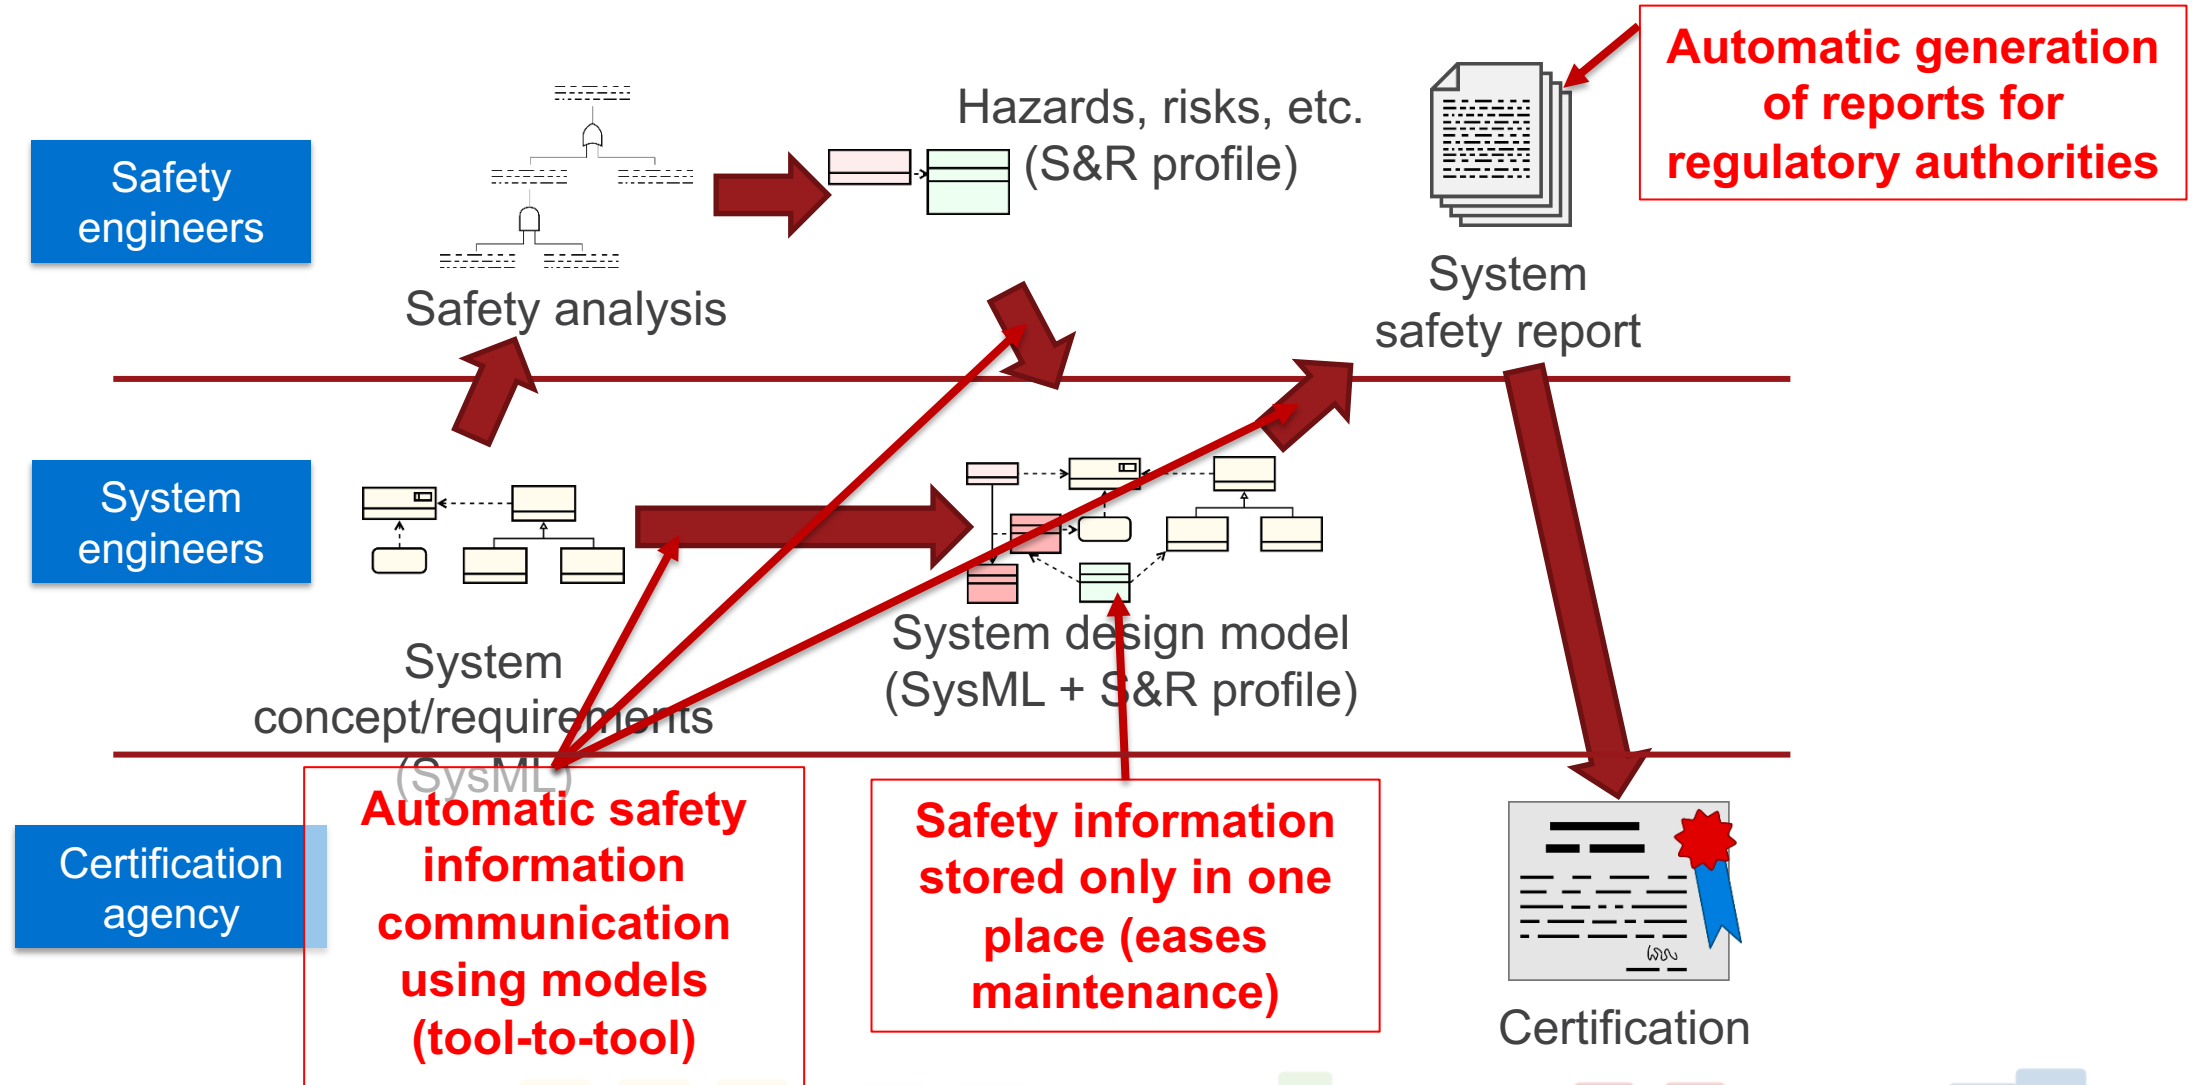 Automatic generation
of reports for
regulatory authorities
Hazards, risks, etc.
(S&R profile)
Safety
engineers
Safety analysis
System
safety report
System
engineers
System
concept/requirements
(SysML)
System design model
(SysML + S&R profile)
Certification
agency
Automatic safety
information
communication
using models
(tool-to-tool)
Safety information
stored only in one
place (eases
maintenance)
Certification